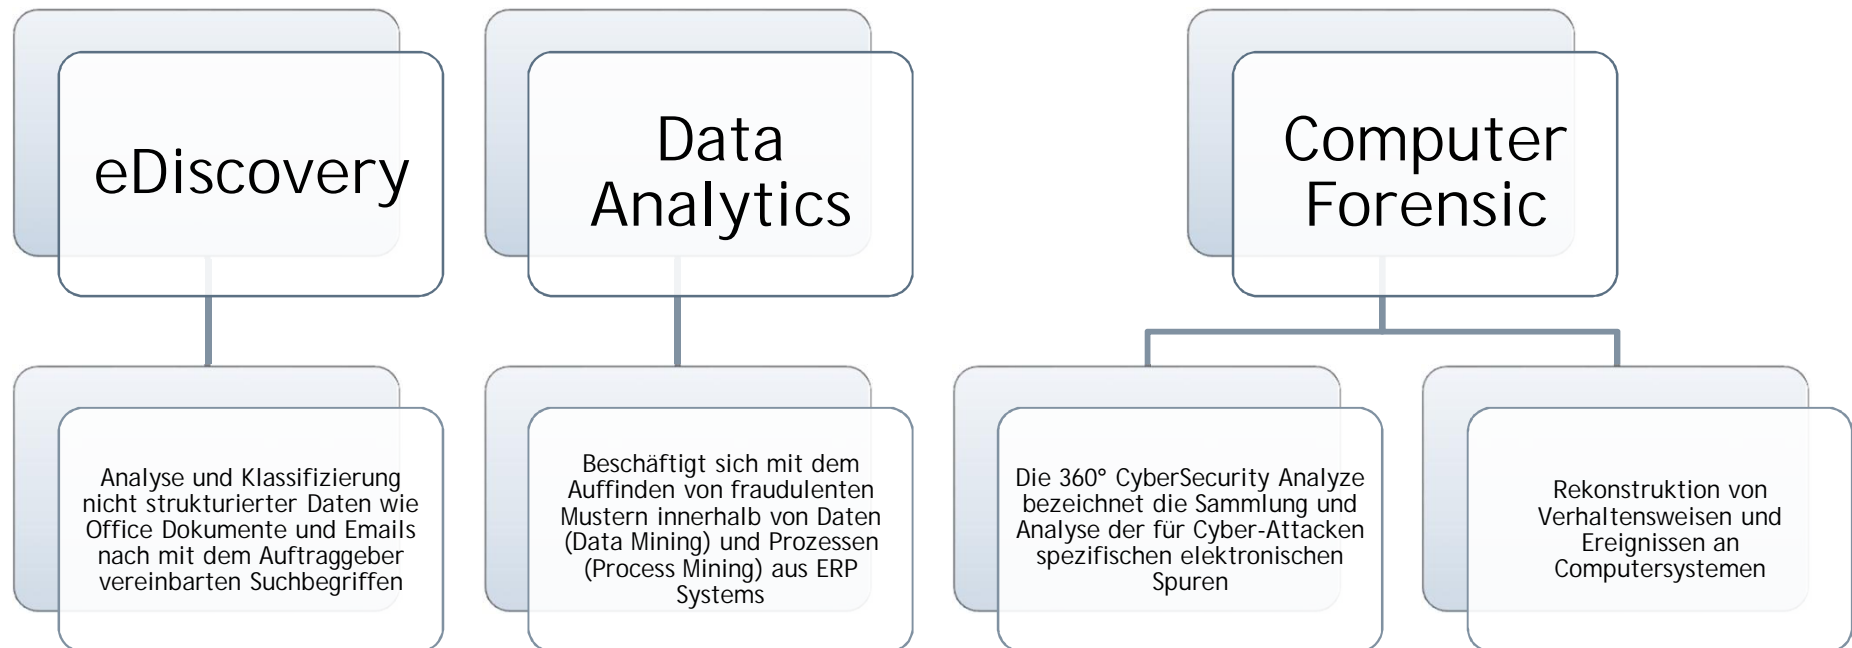 eDiscovery
Data
Analytics
Computer
Forensic
Analyse und Klassifizierung
nicht strukturierter Daten wie
Office Dokumente und Emails
nach mit dem Auftraggeber
vereinbarten Suchbegriffen
Beschäftigt sich mit dem
Auffinden von fraudulenten
Mustern innerhalb von Daten
(Data Mining) und Prozessen
(Process Mining) aus ERP
Systems
Die 360° CyberSecurity Analyze
bezeichnet die Sammlung und
Analyse der für Cyber-Attacken
spezifischen elektronischen
Spuren
Rekonstruktion von
Verhaltensweisen und
Ereignissen an
Computersystemen